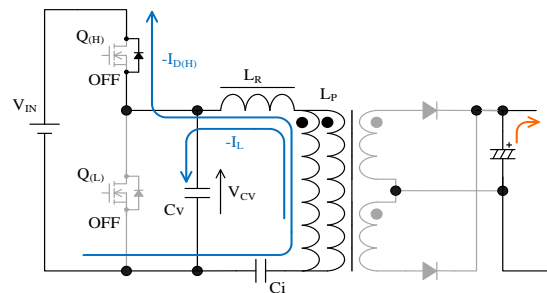 Q(H)
-ID(H)
OFF
LR
LP
VIN
-IL
Q(L)
VCV
Cv
OFF
+
Ci